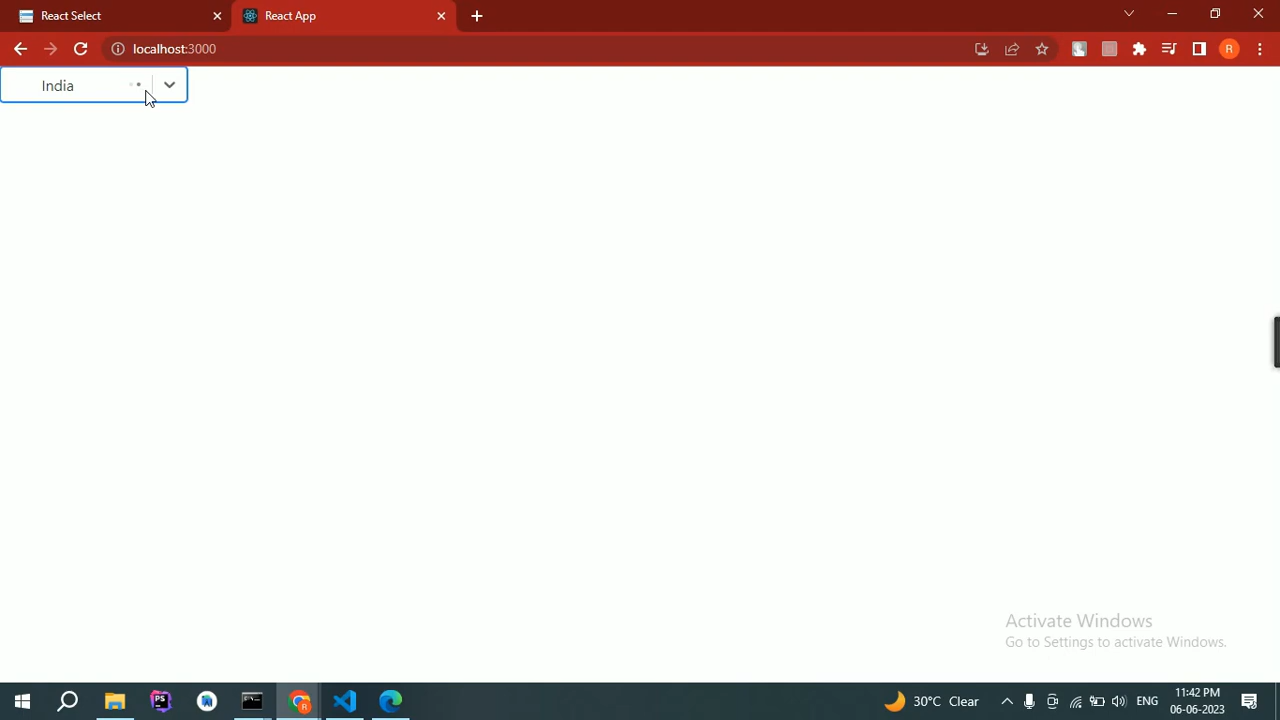 React Select
React App
localhost:3000
R
India
Activate Windows
Go to Settings to activate Windows.
PS
R
30°C Clear
ENG
11:42 PM
06-06-2023